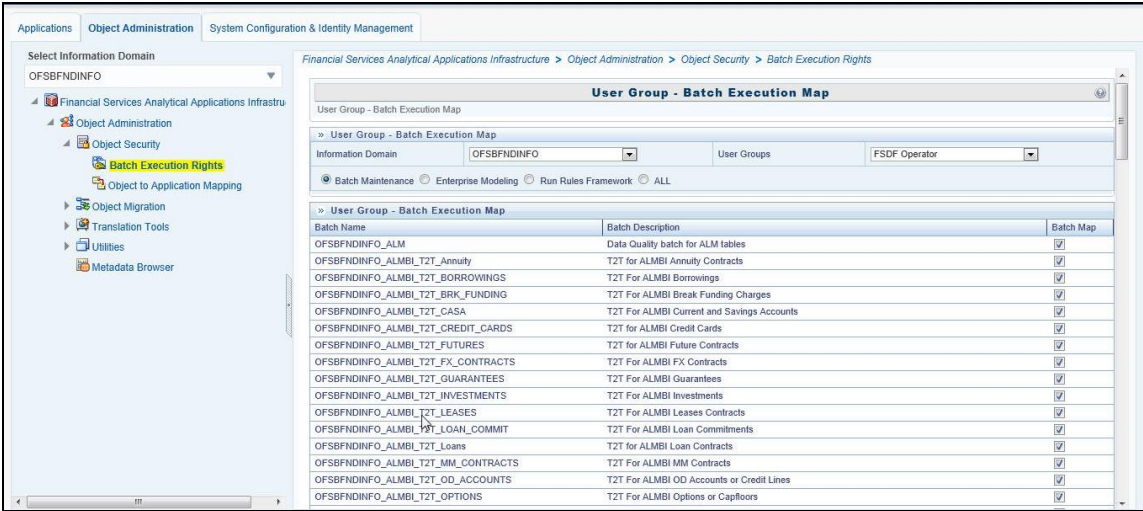 Applications Object Administration System Configuration & Identity Management
Select Information Domain
OFSBFNDINFO
Financial Services Analytical Applications Infrastru
Object Administration
Object Security
Batch Execution Rights
Object to Application Mapping
Object Migration
Translation Tools
Utilities
Metadata Browser
Financial Services Analytical Applications Infrastructure > Object Administration > Object Security > Batch Execution Rights
User Group - Batch Execution Map
User Group - Batch Execution Map
» User Group - Batch Execution Map
Information Domain OFSBFNDINFO User Groups FSDF Operator
Batch Maintenance Enterprise Modeling Run Rules Framework ALL
» User Group - Batch Execution Map
Batch Name Batch Description Batch Map
OFSBFNDINFO_ALM Data Quality batch for ALM tables
OFSBFNDINFO_ALMBI_T2T_Annuity T2T for ALMBI Annuity Contracts
OFSBFNDINFO_ALMBI_T2T_BORROWINGS T2T For ALMBI Borrowings
OFSBFNDINFO_ALMBI_T2T_BRK_FUNDING T2T For ALMBI Break Funding Charges
OFSBFNDINFO_ALMBI_T2T_CASA T2T For ALMBI Current and Savings Accounts
OFSBFNDINFO_ALMBI_T2T_CREDIT_CARDS T2T for ALMBI Credit Cards
OFSBFNDINFO_ALMBI_T2T_FUTURES T2T for ALMBI Future Contracts
OFSBFNDINFO_ALMBI_T2T_FX_CONTRACTS T2T For ALMBI FX Contracts
OFSBFNDINFO_ALMBI_T2T_GUARANTEES T2T For ALMBI Guarantees
OFSBFNDINFO_ALMBI_T2T_INVESTMENTS T2T For ALMBI Investments
OFSBFNDINFO_ALMBI_T2T_LEASES T2T For ALMBI Leases Contracts
OFSBFNDINFO_ALMBI_T2T_LOAN_COMMIT T2T For ALMBI Loan Commitments
OFSBFNDINFO_ALMBI_T2T_Loans T2T for ALMBI Loan Contracts
OFSBFNDINFO_ALMBI_T2T_MM_CONTRACTS T2T For ALMBI MM Contracts
OFSBFNDINFO_ALMBI_T2T_OD_ACCOUNTS T2T For ALMBI OD Accounts or Credit Lines
OFSBFNDINFO_ALMBI_T2T_OPTIONS T2T For ALMBI Options or Capfloors